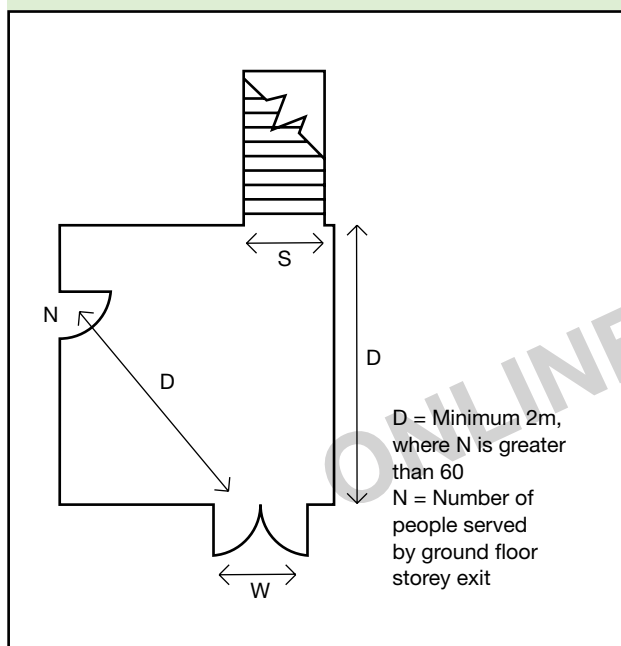 S
N
D
D
ONLINE
D = Minimum 2m,
where N is greater
than 60
N = Number of
people served
by ground floor
storey exit
W